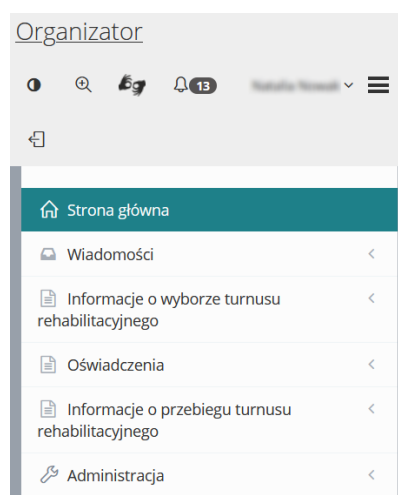 Organizator
13
Strona główna
Wiadomości
Informacje o wyborze turnusu
rehabilitacyjnego
Oświadczenia
Informacje o przebiegu turnusu
rehabilitacyjnego
Administracja